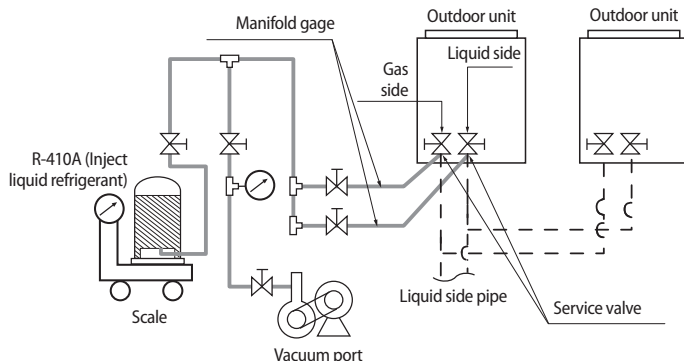 Outdoor unit
Outdoor unit
Manifold gage
Liquid side
Gas
side
R-410A (Inject
liquid refrigerant)
Liquid side pipe
Service valve
Scale
Vacuum port